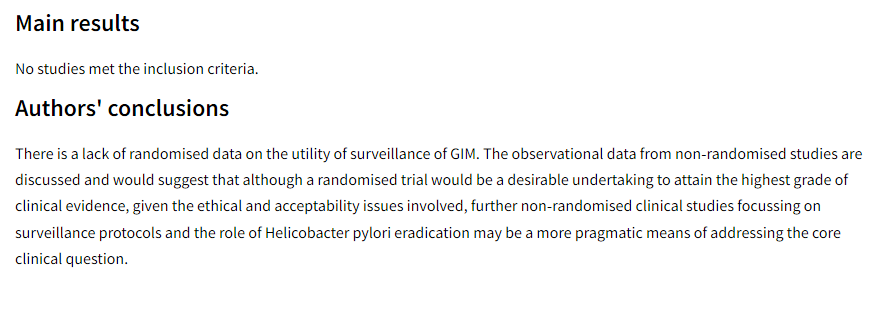 Main results
No studies met the inclusion criteria.
Authors' conclusions
There is a lack of randomised data on the utility of surveillance of GIM. The observational data from non-randomised studies are
discussed and would suggest that although a randomised trial would be a desirable undertaking to attain the highest grade of
clinical evidence, given the ethical and acceptability issues involved, further non-randomised clinical studies focussing on
surveillance protocols and the role of Helicobacter pylori eradication may be a more pragmatic means of addressing the core
clinical question.